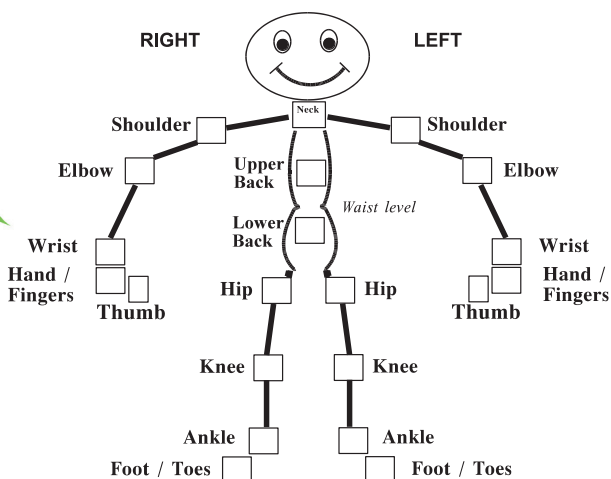 RIGHT
LEFT
Neck
Shoulder
Shoulder
Elbow
Elbow
Upper
Back
Waist level
Lower
Back
Wrist
Wrist
Hand /
Fingers
Hand /
Fingers
Thumb
Thumb
Hip
Hip
Knee
Knee
Ankle
Ankle
Foot / Toes
Foot / Toes